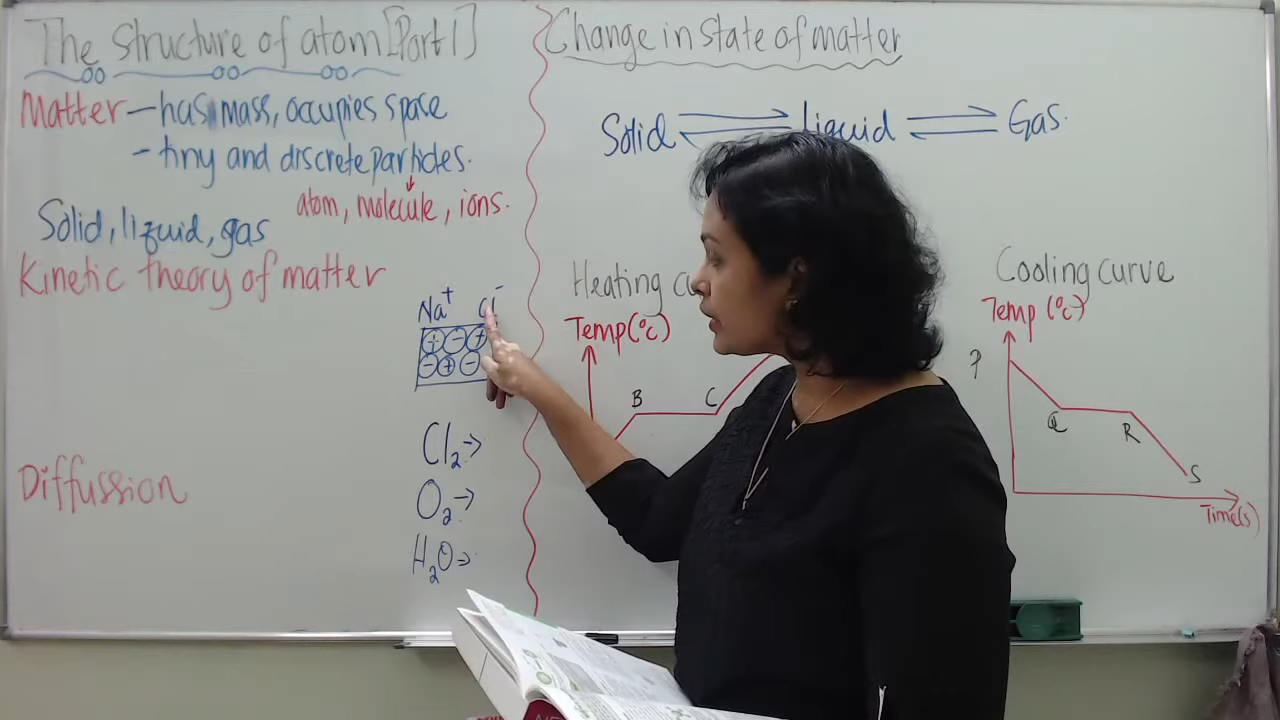 The structure of atom [Part 1]
Matter - has mass, occupies space
- tiny and discrete particles.
atom, molecule, ions.
Solid, liquid, gas
Kinetic theory of matter
Na+ Cl-
+ - +
- + -
Cl2 →
O2 →
H2O →
Diffussion
Change in state of matter
Solid ⇌ liquid ⇌ Gas.
Heating
Temp (°c)
B C
Cooling curve
Temp (°c)
P
Q
R
S
Time(s)